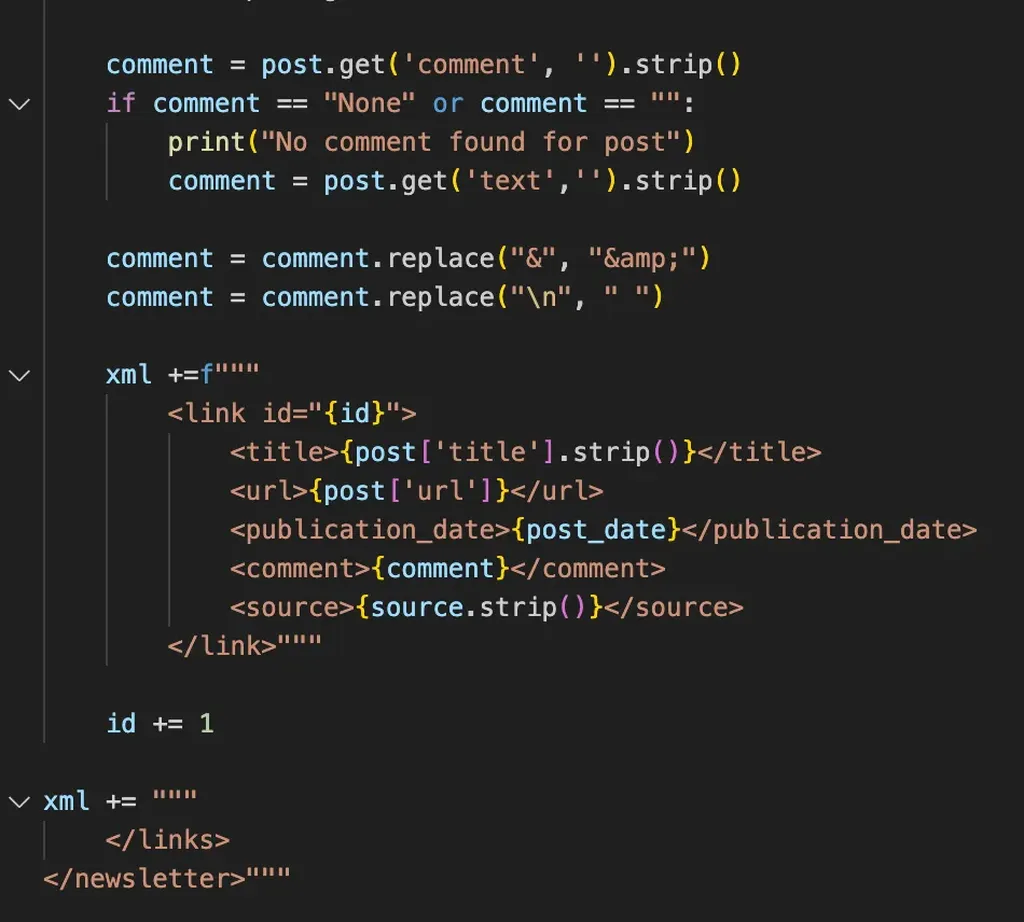 comment = post.get('comment', '').strip()
if comment == "None" or comment == "":
print("No comment found for post")
comment = post.get('text','').strip()
comment = comment.replace("&", "&amp;")
comment = comment.replace("\n", " ")
xml +=f"""
<link id="{id}">
<title>{post['title'].strip()}</title>
<url>{post['url']}</url>
<publication_date>{post_date}</publication_date>
<comment>{comment}</comment>
<source>{source.strip()}</source>
</link>"""
id += 1
xml += """
</links>
</newsletter>"""